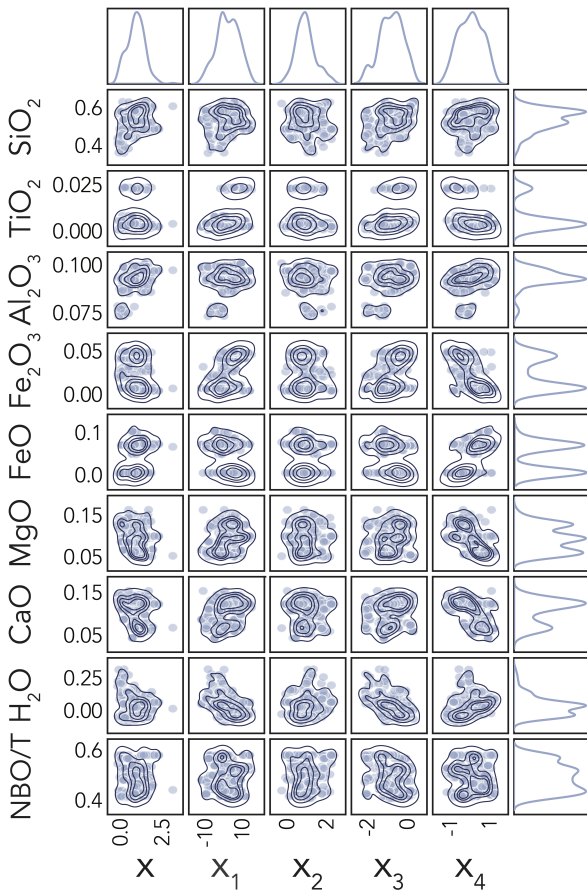 SiO2 0.6 0.4
TiO2 0.025 0.000
Al2O3 0.100 0.075
Fe2O3 0.05 0.00
FeO 0.1 0.0
MgO 0.15 0.05
CaO 0.15 0.05
H2O 0.25 0.00
NBO/T 0.6 0.4
0.0 2.5 -10 10 0 2 -2 0 -1 1
X X1 X2 X3 X4